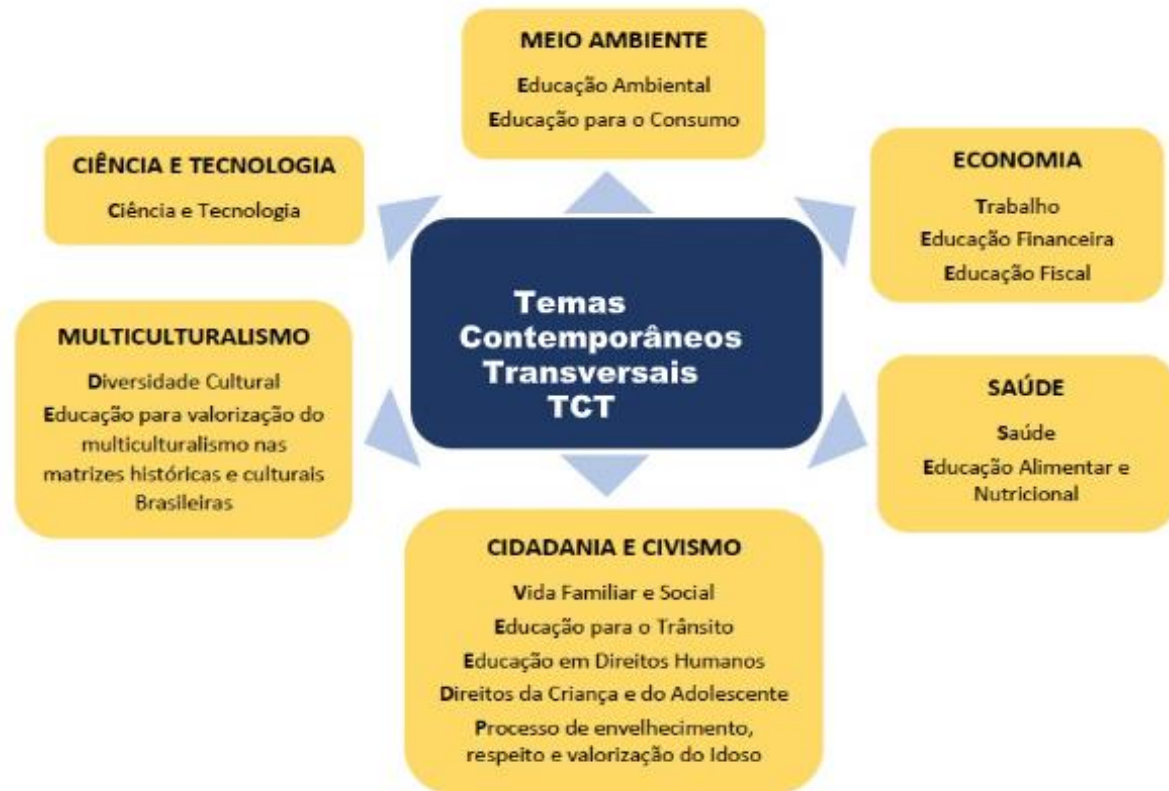 MEIO AMBIENTE
Educação Ambiental
Educação para o Consumo
CIÊNCIA E TECNOLOGIA
Ciência e Tecnologia
ECONOMIA
Trabalho
Educação Financeira
Educação Fiscal
Temas
Contemporâneos
Transversais
TCT
MULTICULTURALISMO
Diversidade Cultural
Educação para valorização do
multiculturalismo nas
matrizes históricas e culturais
Brasileiras
SAÚDE
Saúde
Educação Alimentar e
Nutricional
CIDADANIA E CIVISMO
Vida Familiar e Social
Educação para o Trânsito
Educação em Direitos Humanos
Direitos da Criança e do Adolescente
Processo de envelhecimento,
respeito e valorização do Idoso